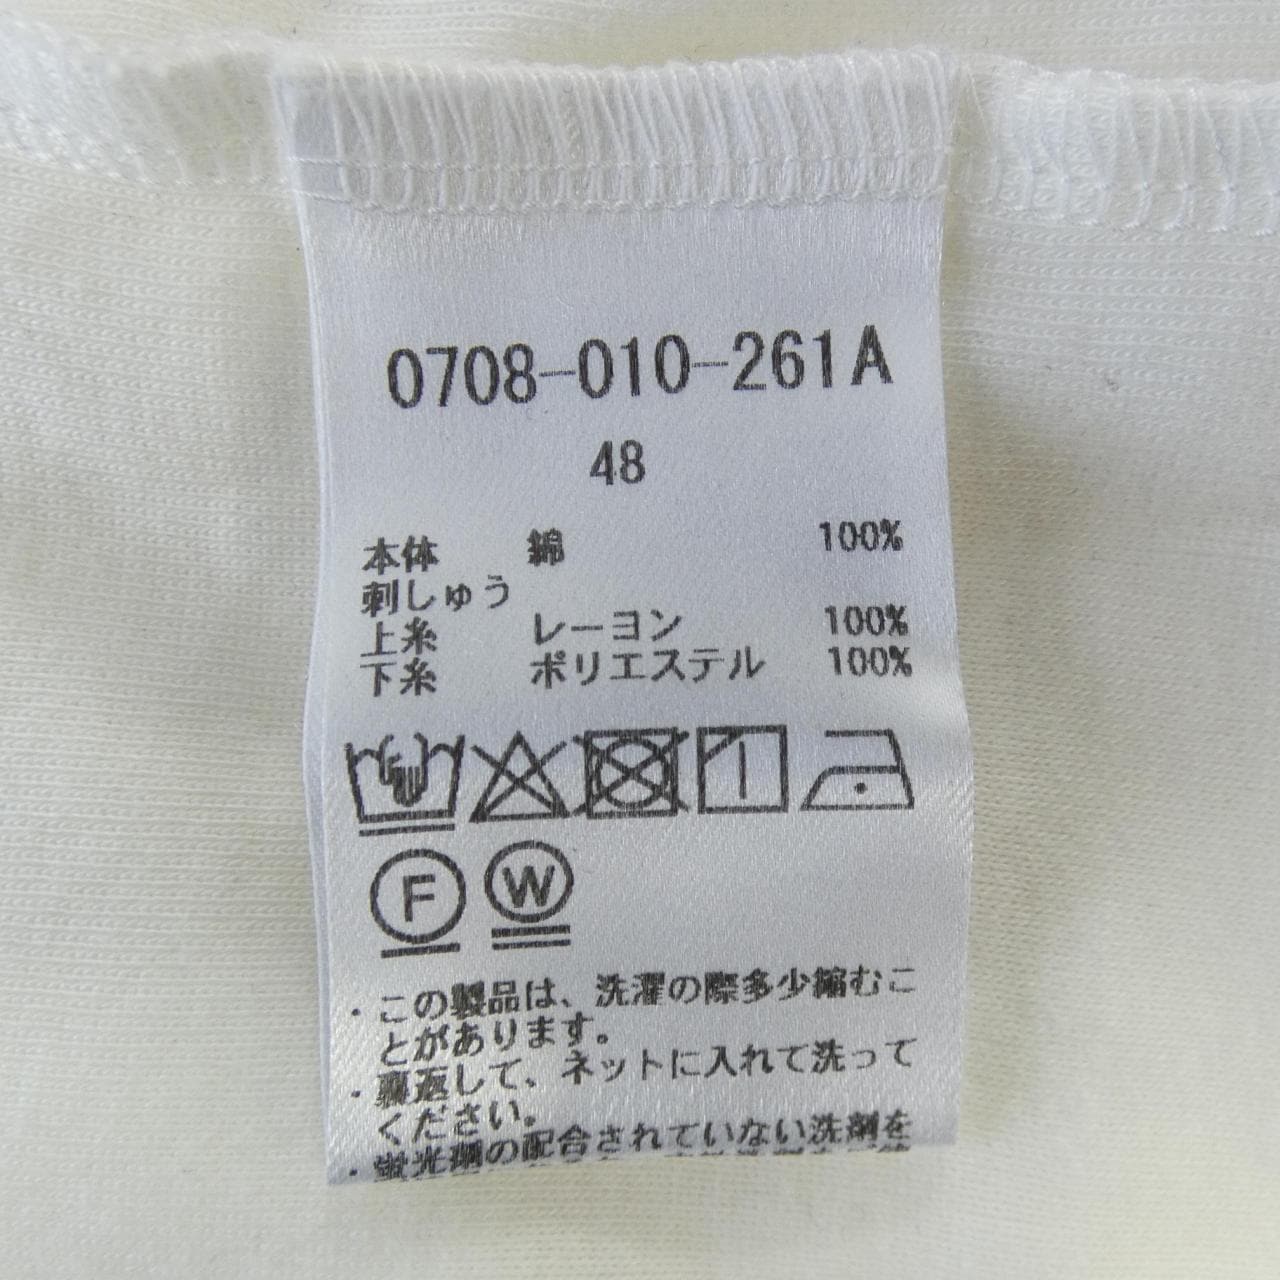 0708-010-261A
48
本体 綿 100%
刺しゅう
上糸 レーヨン 100%
下糸 ポリエステル 100%
F W
・この製品は、洗濯の際多少縮むこ
とがあります。
・裏返して、ネットに入れて洗って
ください。
・蛍光剤の配合されていない洗剤を